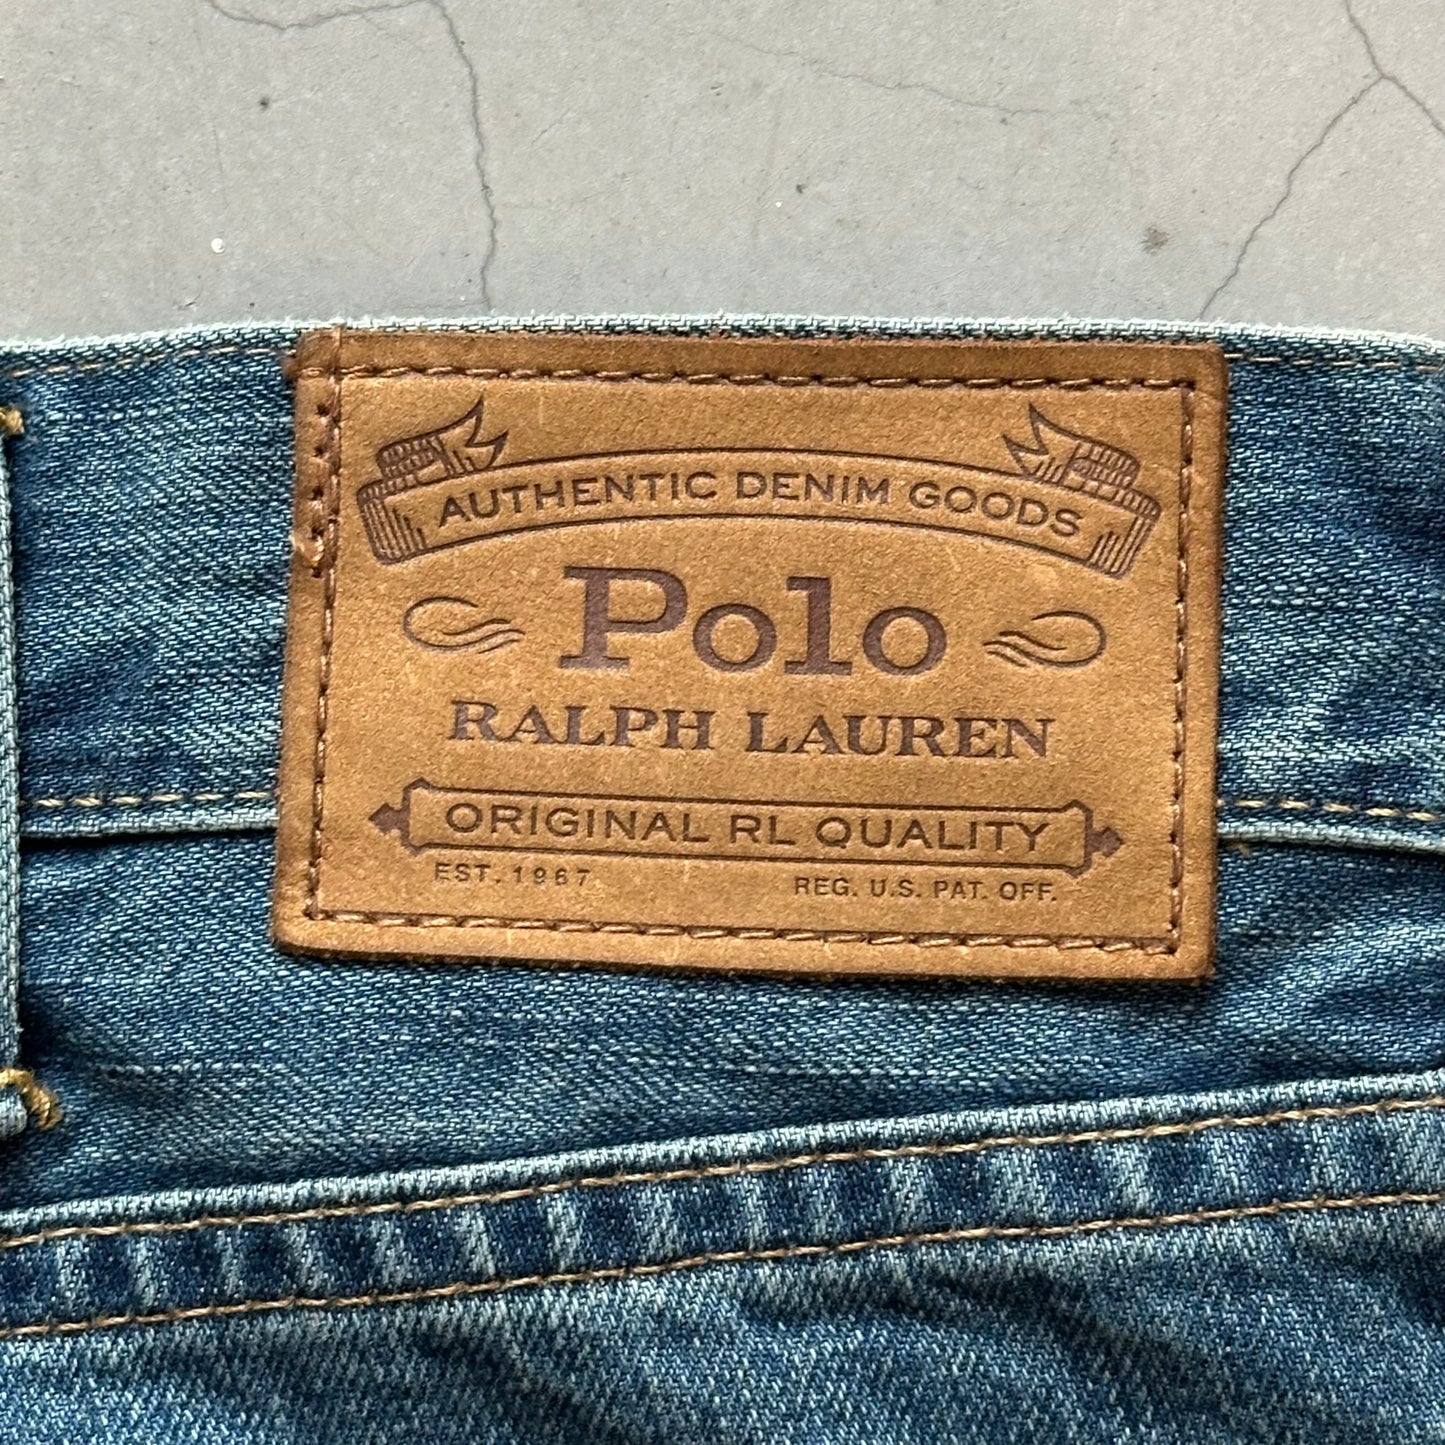 AUTHENTIC DENIM GOODS
Polo
RALPH LAUREN
ORIGINAL RL QUALITY
EST. 1967
REG. U.S. PAT. OFF.